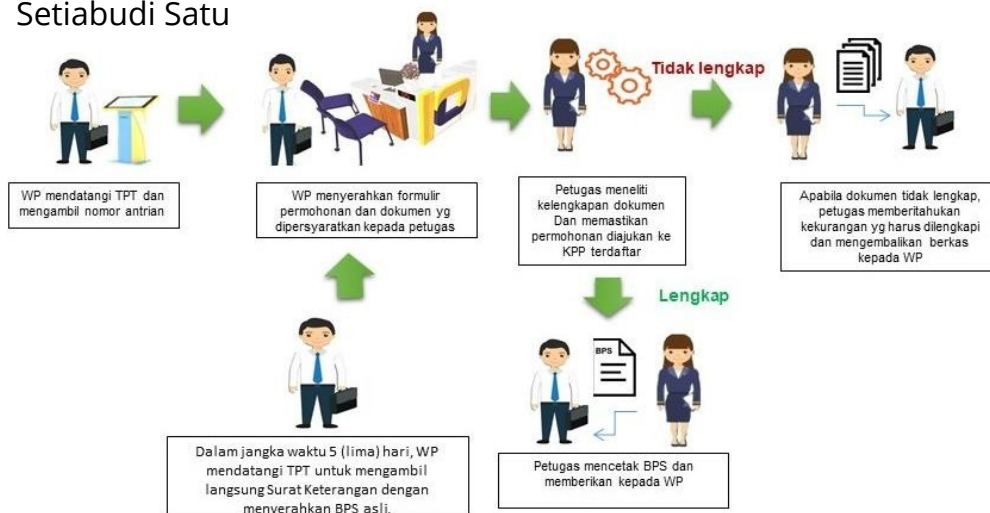 Setiabudi Satu
Tidak lengkap
WP mendatangi TPT dan
mengambil nomor antrian
WP menyerahkan formulir
permohonan dan dokumen yg
dipersyaratkan kepada petugas
Petugas meneliti
kelengkapan dokumen
Dan memastikan
permohonan diajukan ke
KPP terdaftar
Apabila dokumen tidak lengkap,
petugas memberitahukan
kekurangan yg harus dilengkapi
dan mengembalikan berkas
kepada WP
Lengkap
BPS
Dalam jangka waktu 5 (lima) hari, WP
mendatangi TPT untuk mengambil
langsung Surat Keterangan dengan
menyerahkan BPS asli.
Petugas mencetak BPS dan
memberikan kepada WP